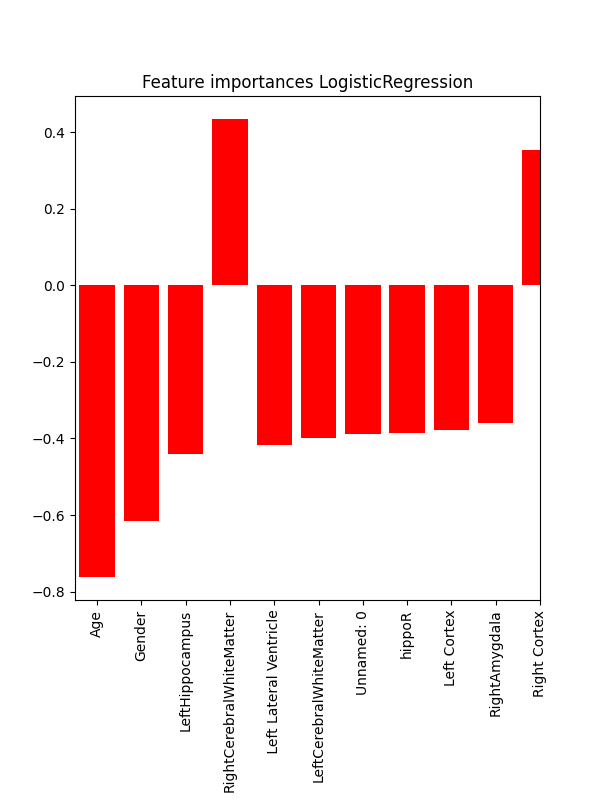 Feature importances LogisticRegression
0.4
0.2
0.0
−0.2
−0.4
−0.6
−0.8
Age
Gender
LeftHippocampus
RightCerebralWhiteMatter
Left Lateral Ventricle
LeftCerebralWhiteMatter
Unnamed: 0
hippoR
Left Cortex
RightAmygdala
Right Cortex